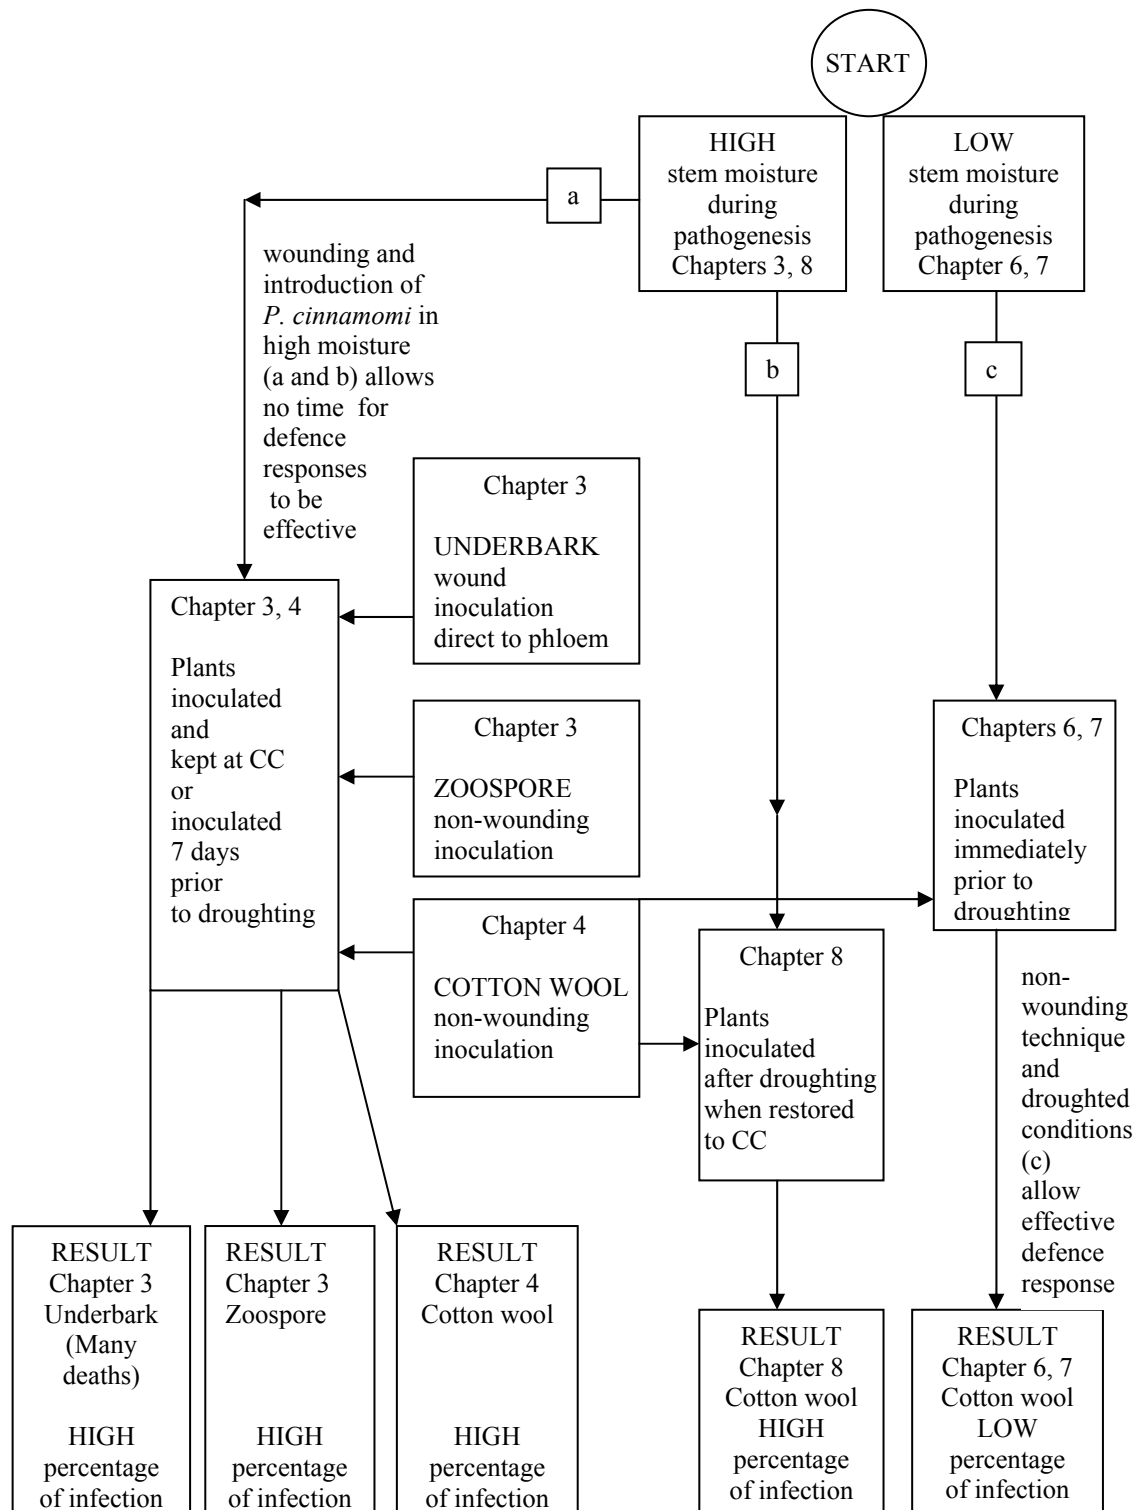 START
HIGH
stem moisture
during
pathogenesis
Chapters 3, 8
LOW
stem moisture
during
pathogenesis
Chapter 6, 7
a
wounding and
introduction of
P. cinnamomi in
high moisture
(a and b) allows
no time for
defence
responses
to be
effective
b
c
Chapter 3
UNDERBARK
wound
inoculation
direct to phloem
Chapter 3, 4
Plants
inoculated
and
kept at CC
or
inoculated
7 days
prior
to droughting
Chapter 3
ZOOSPORE
non-wounding
inoculation
Chapters 6, 7
Plants
inoculated
immediately
prior to
droughting
Chapter 4
COTTON WOOL
non-wounding
inoculation
Chapter 8
Plants
inoculated
after droughting
when restored
to CC
non-
wounding
technique
and
droughted
conditions
(c)
allow
effective
defence
response
RESULT
Chapter 3
Underbark
(Many
deaths)
HIGH
percentage
of infection
RESULT
Chapter 3
Zoospore
HIGH
percentage
of infection
RESULT
Chapter 4
Cotton wool
HIGH
percentage
of infection
RESULT
Chapter 8
Cotton wool
HIGH
percentage
of infection
RESULT
Chapter 6, 7
Cotton wool
LOW
percentage
of infection